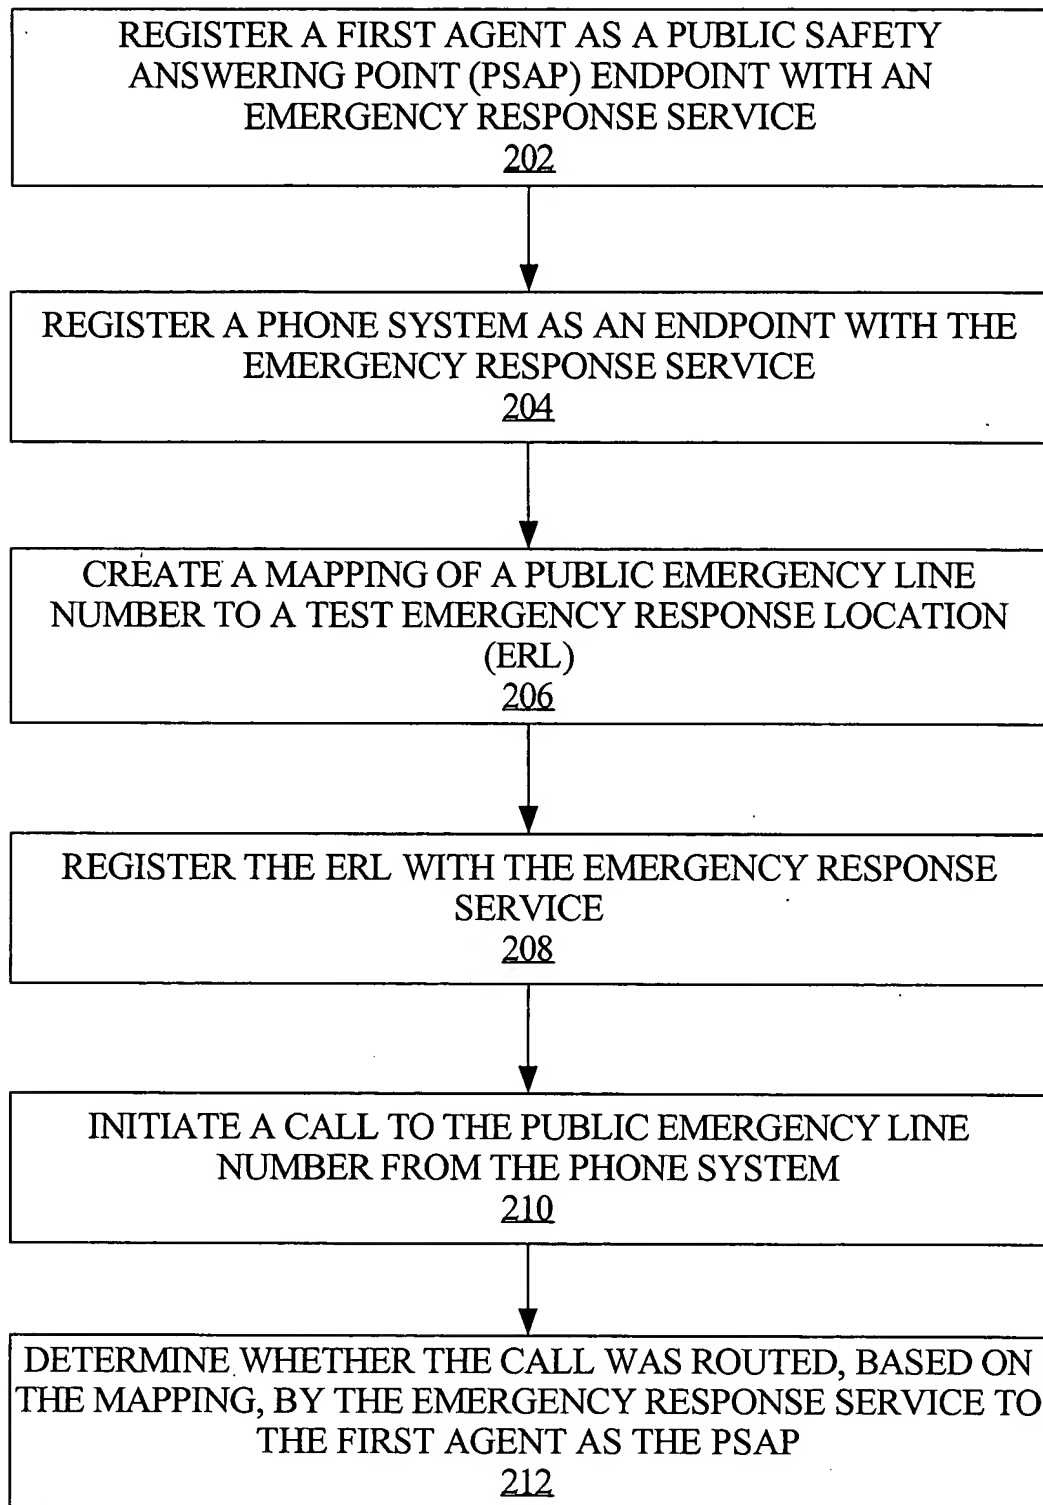 REGISTER A FIRST AGENT AS A PUBLIC SAFETY
ANSWERING POINT (PSAP) ENDPOINT WITH AN
EMERGENCY RESPONSE SERVICE
202
REGISTER A PHONE SYSTEM AS AN ENDPOINT WITH THE
EMERGENCY RESPONSE SERVICE
204
CREATE A MAPPING OF A PUBLIC EMERGENCY LINE
NUMBER TO A TEST EMERGENCY RESPONSE LOCATION
(ERL)
206
REGISTER THE ERL WITH THE EMERGENCY RESPONSE
SERVICE
208
INITIATE A CALL TO THE PUBLIC EMERGENCY LINE
NUMBER FROM THE PHONE SYSTEM
210
DETERMINE WHETHER THE CALL WAS ROUTED, BASED ON
THE MAPPING, BY THE EMERGENCY RESPONSE SERVICE TO
THE FIRST AGENT AS THE PSAP
212